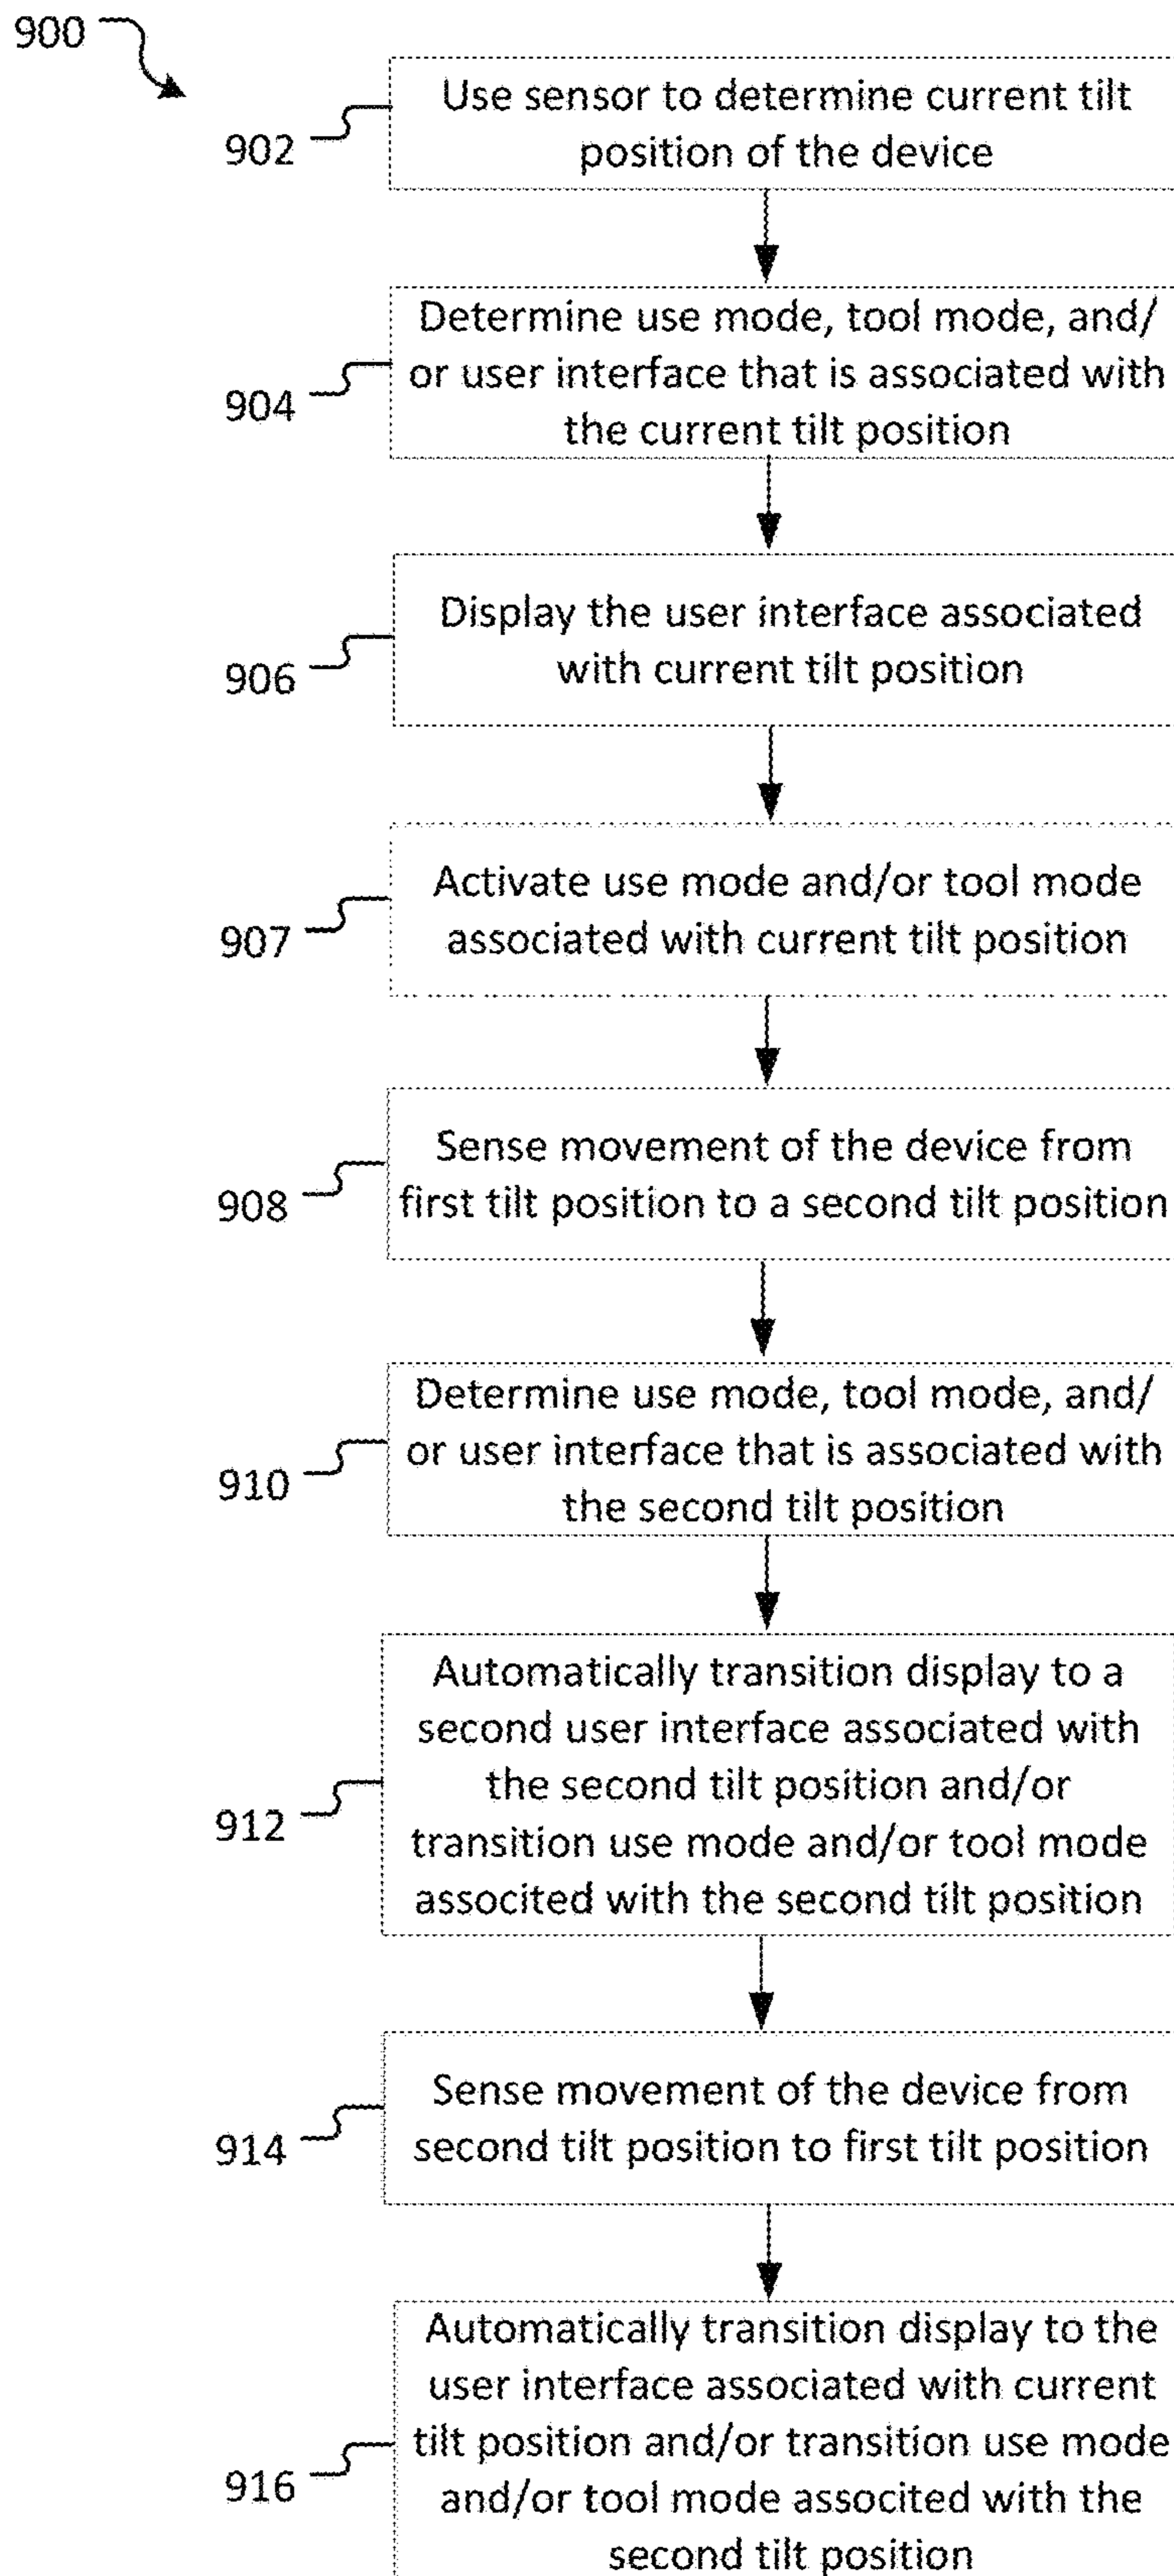 900
Use sensor to determine current tilt
position of the device
902
Determine use mode, tool mode, and/
or user interface that is associated with
the current tilt position
904
Display the user interface associated
with current tilt position
906
Activate use mode and/or tool mode
associated with current tilt position
907
Sense movement of the device from
first tilt position to a second tilt position
908
Determine use mode, tool mode, and/
or user interface that is associated with
the second tilt position
910
Automatically transition display to a
second user interface associated with
the second tilt position and/or
transition use mode and/or tool mode
associted with the second tilt position
912
Sense movement of the device from
second tilt position to first tilt position
914
Automatically transition display to the
user interface associated with current
tilt position and/or transition use mode
and/or tool mode associted with the
second tilt position
916